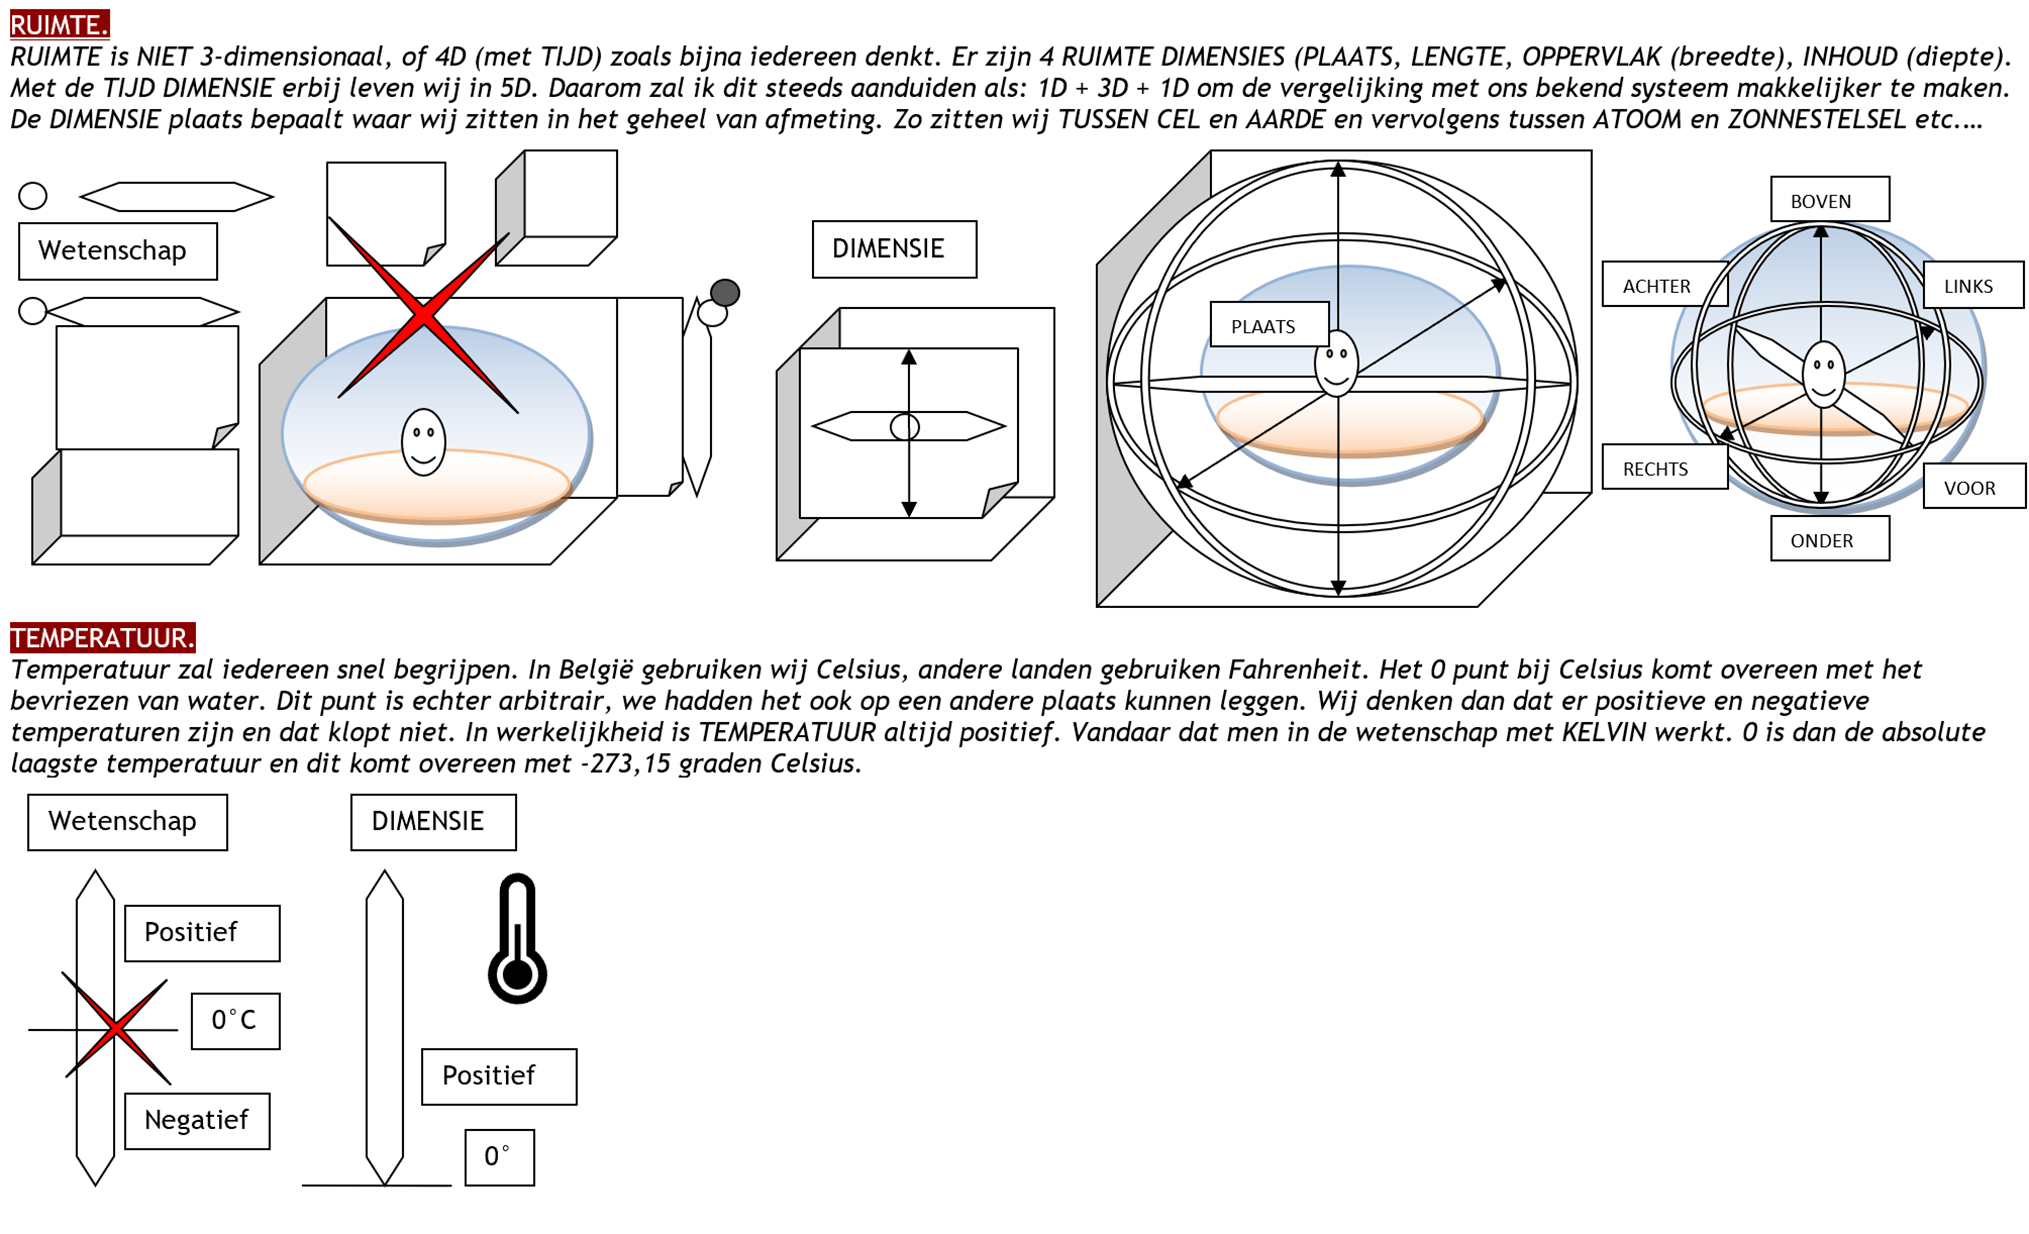 RUIMTE.
RUIMTE is NIET 3-dimensionaal, of 4D (met TIJD) zoals bijna iedereen denkt. Er zijn 4 RUIMTE DIMENSIES (PLAATS, LENGTE, OPPERVLAK (breedte), INHOUD (diepte).
Met de TIJD DIMENSIE erbij leven wij in 5D. Daarom zal ik dit steeds aanduiden als: 1D + 3D + 1D om de vergelijking met ons bekend systeem makkelijker te maken.
De DIMENSIE plaats bepaalt waar wij zitten in het geheel van afmeting. Zo zitten wij TUSSEN CEL en AARDE en vervolgens tussen ATOOM en ZONNESTELSEL etc.…
Wetenschap
DIMENSIE
PLAATS
BOVEN
ACHTER
LINKS
RECHTS
VOOR
ONDER
TEMPERATUUR.
Temperatuur zal iedereen snel begrijpen. In België gebruiken wij Celsius, andere landen gebruiken Fahrenheit. Het 0 punt bij Celsius komt overeen met het
bevriezen van water. Dit punt is echter arbitrair, we hadden het ook op een andere plaats kunnen leggen. Wij denken dan dat er positieve en negatieve
temperaturen zijn en dat klopt niet. In werkelijkheid is TEMPERATUUR altijd positief. Vandaar dat men in de wetenschap met KELVIN werkt. 0 is dan de absolute
laagste temperatuur en dit komt overeen met -273,15 graden Celsius.
Wetenschap
DIMENSIE
Positief
0°C
Negatief
Positief
0°